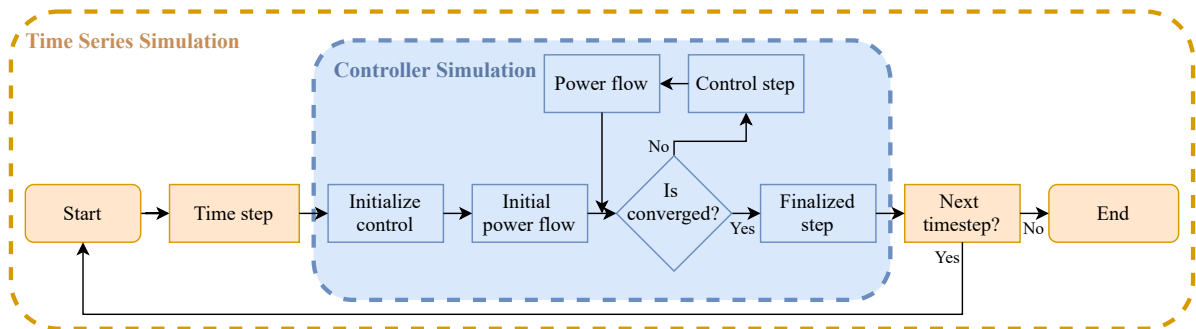 Time Series Simulation
Controller Simulation
Power flow
Control step
No
Start
Time step
Initialize
control
Initial
power flow
Is
converged?
Yes
Finalized
step
Next
timestep?
No
End
Yes